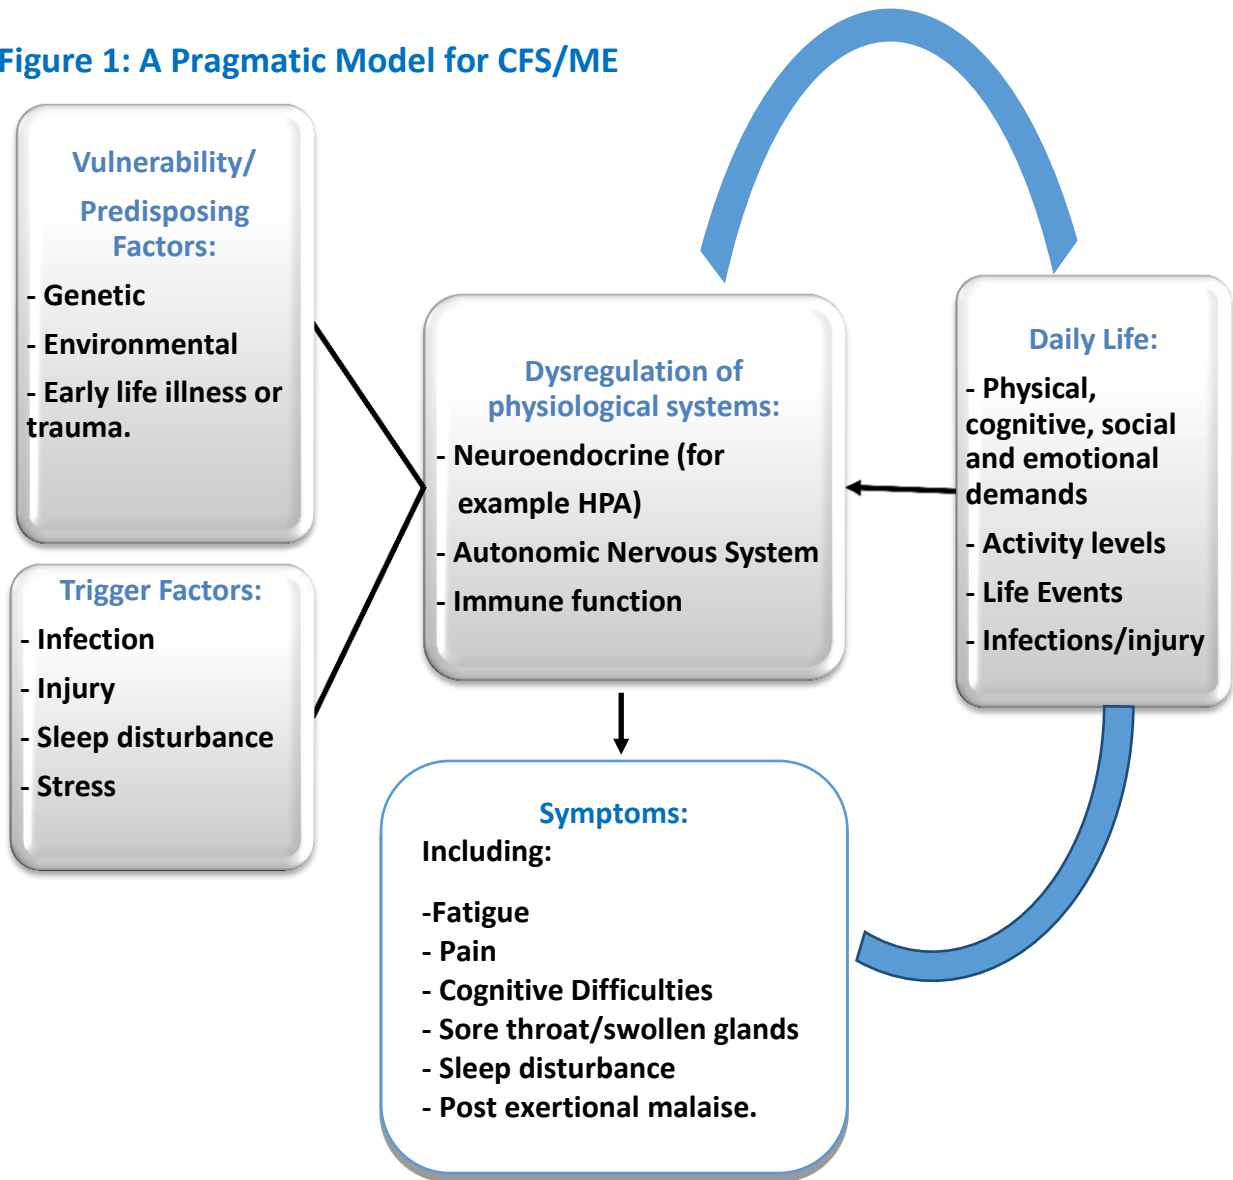 Figure 1: A Pragmatic Model for CFS/ME
Vulnerability/
Predisposing
Factors:
- Genetic
- Environmental
- Early life illness or
trauma.
Trigger Factors:
- Infection
- Injury
- Sleep disturbance
- Stress
Dysregulation of
physiological systems:
- Neuroendocrine (for
example HPA)
- Autonomic Nervous System
- Immune function
Daily Life:
- Physical,
cognitive, social
and emotional
demands
- Activity levels
- Life Events
- Infections/injury
Symptoms:
Including:
-Fatigue
- Pain
- Cognitive Difficulties
- Sore throat/swollen glands
- Sleep disturbance
- Post exertional malaise.